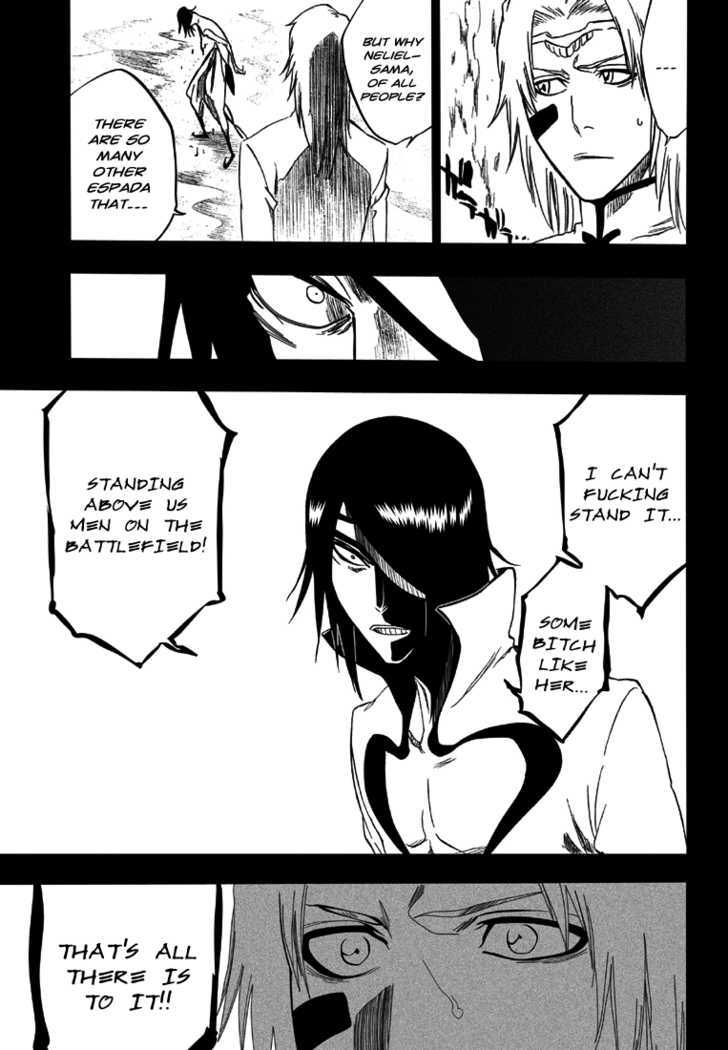 ---
BUT WHY
NELIEL-
SAMA,
OF ALL
PEOPLE?
THERE
ARE SO
MANY
OTHER
ESPADA
THAT---
I CAN'T
FUCKING
STAND IT...
SOME
BITCH
LIKE
HER...
STANDING
ABOVE US
MEN ON THE
BATTLEFIELD!
THAT'S ALL
THERE IS
TO IT!!